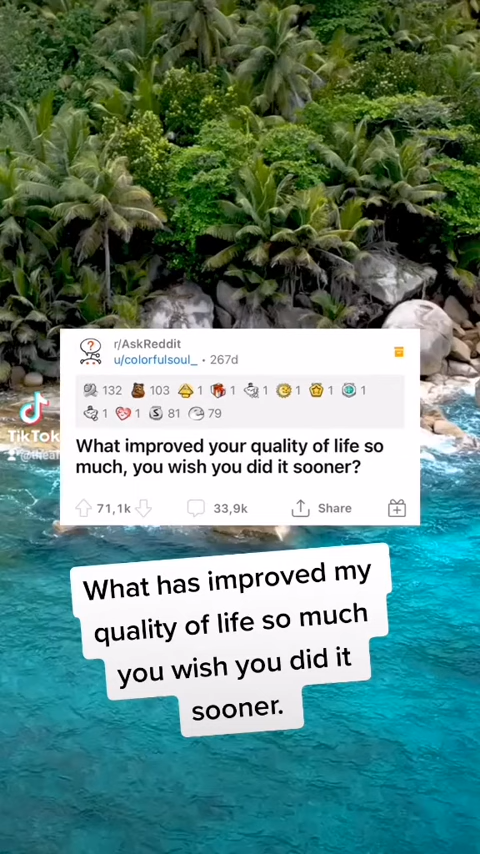 r/AskReddit
u/colorfulsoul_ · 267d
132 103 1 1 1 1 1 1
1 1 S 81 79
What improved your quality of life so
much, you wish you did it sooner?
71,1k 33,9k Share
TikTok
What has improved my
quality of life so much
you wish you did it
sooner.